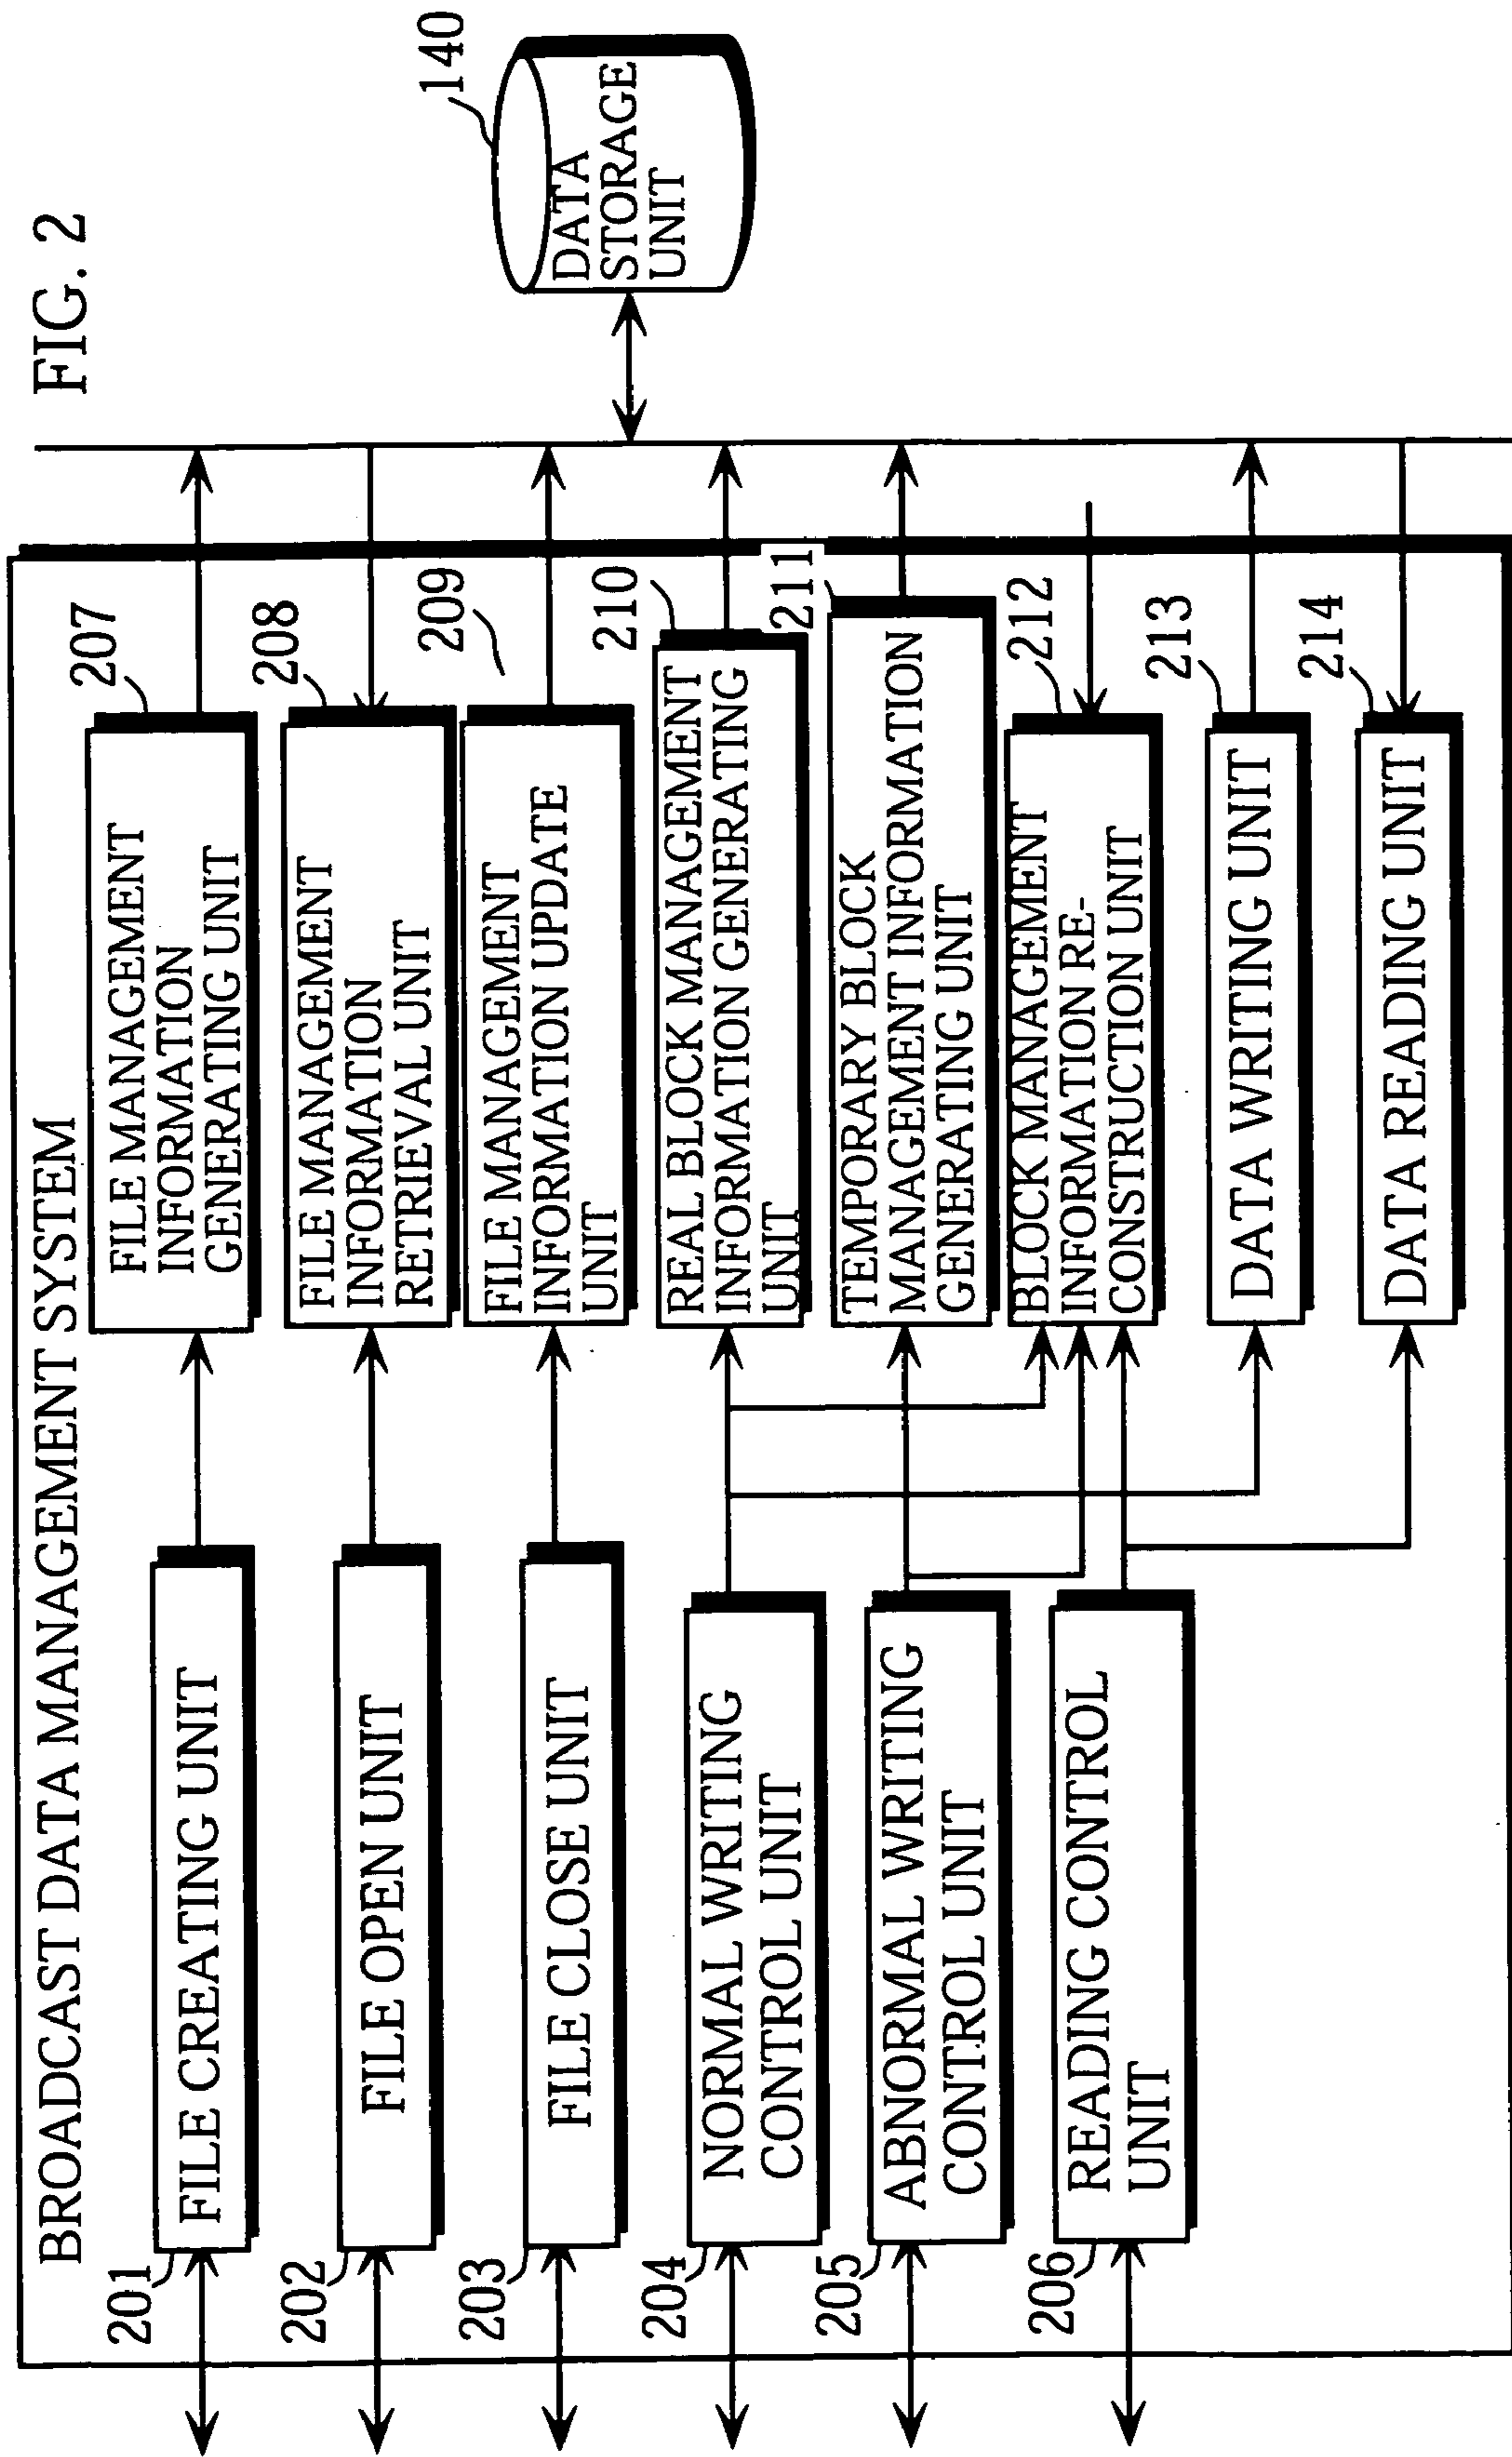 FIG. 2
BROADCAST DATA MANAGEMENT SYSTEM
201
FILE CREATING UNIT
207
FILE MANAGEMENT
INFORMATION
GENERATING UNIT
202
FILE OPEN UNIT
208
FILE MANAGEMENT
INFORMATION
RETRIEVAL UNIT
203
FILE CLOSE UNIT
209
FILE MANAGEMENT
INFORMATION UPDATE
UNIT
204
NORMAL WRITING
CONTROL UNIT
210
REAL BLOCK MANAGEMENT
INFORMATION GENERATING
UNIT
205
ABNORMAL WRITING
CONTROL UNIT
211
TEMPORARY BLOCK
MANAGEMENT INFORMATION
GENERATING UNIT
206
READING CONTROL
UNIT
212
BLOCK MANAGEMENT
INFORMATION RE-
CONSTRUCTION UNIT
213
DATA WRITING UNIT
214
DATA READING UNIT
140
DATA
STORAGE
UNIT